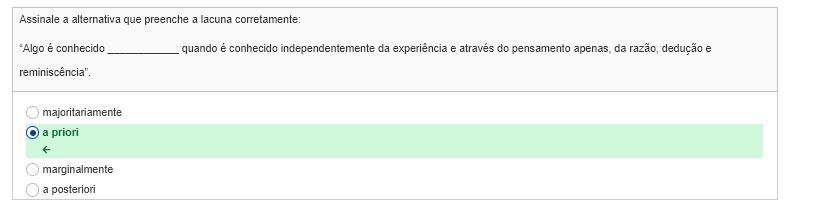 Assinale a alternativa que preenche a lacuna corretamente:
“Algo é conhecido ____________ quando é conhecido independentemente da experiência e através do pensamento apenas, da razão, dedução e
reminiscência”.
majoritariamente
a priori
←
marginalmente
a posteriori